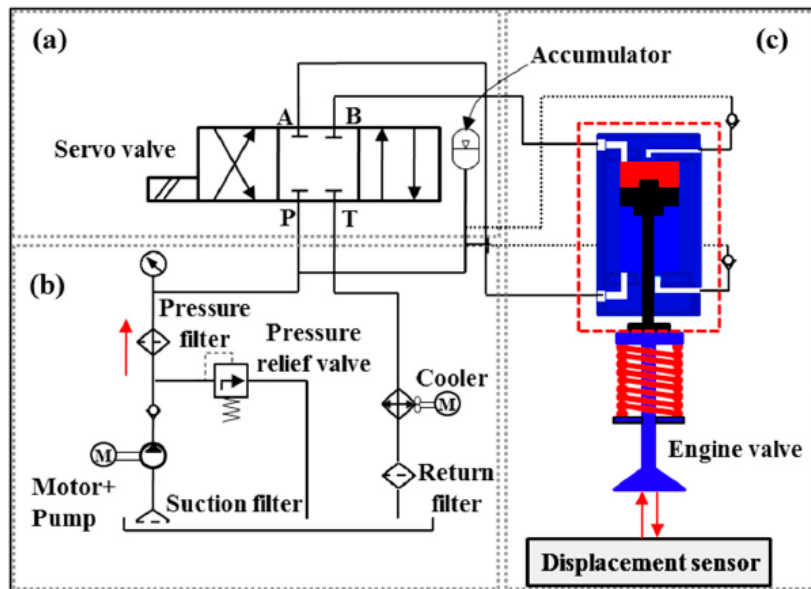 (a)
(c)
Accumulator
A
B
Servo valve
P
T
(b)
Pressure
filter
Pressure
relief valve
Cooler
M
M
Motor+
Pump
Suction filter
Return
filter
Engine valve
Displacement sensor